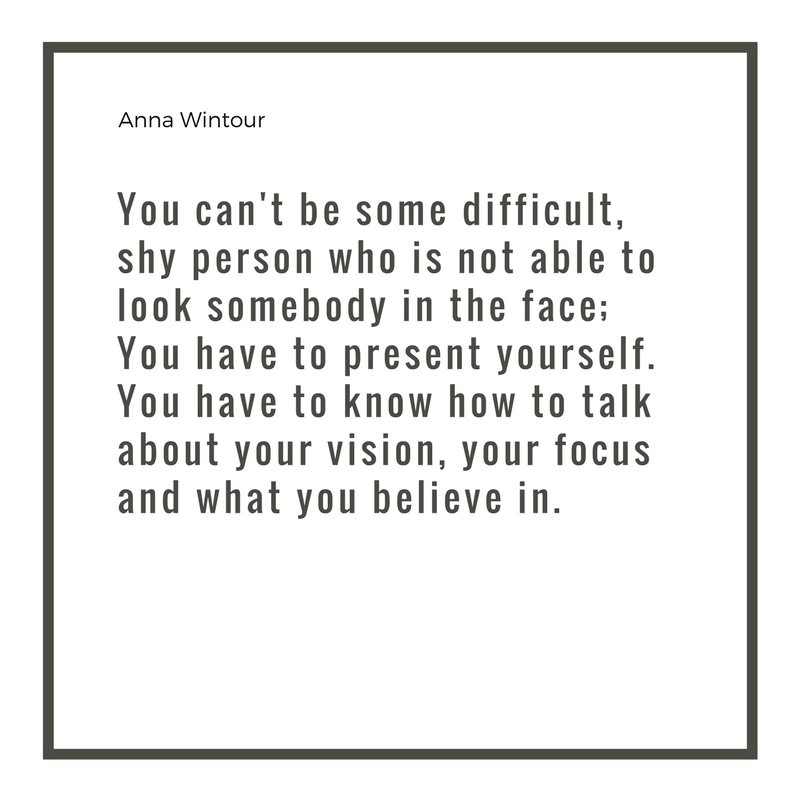 Anna Wintour
You can't be some difficult,
shy person who is not able to
look somebody in the face;
You have to present yourself.
You have to know how to talk
about your vision, your focus
and what you believe in.